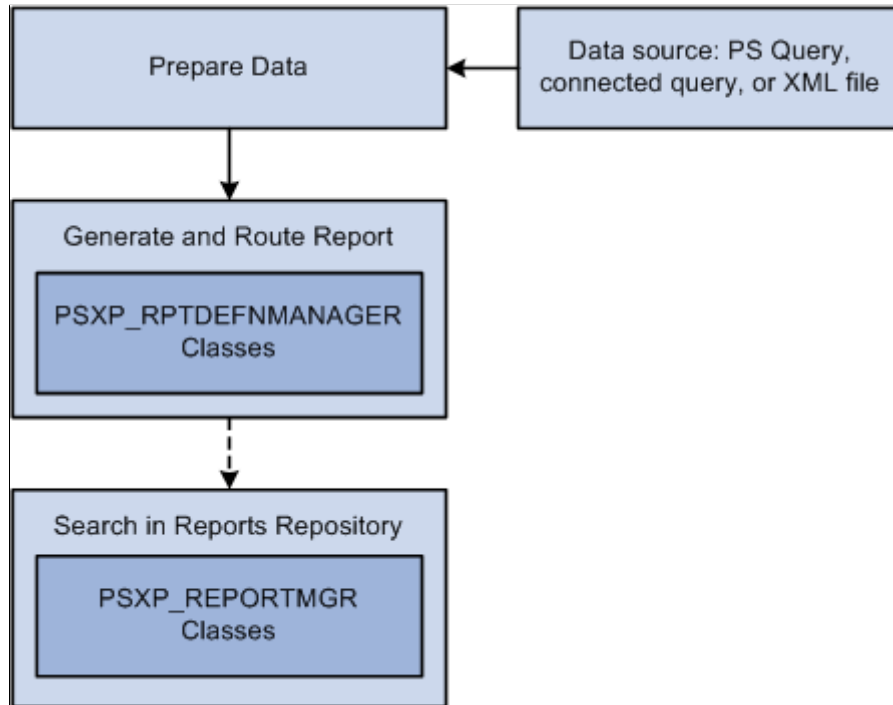 Prepare Data
Data source: PS Query,
connected query, or XML file
Generate and Route Report
PSXP_RPTDEFNMANAGER
Classes
Search in Reports Repository
PSXP_REPORTMGR
Classes